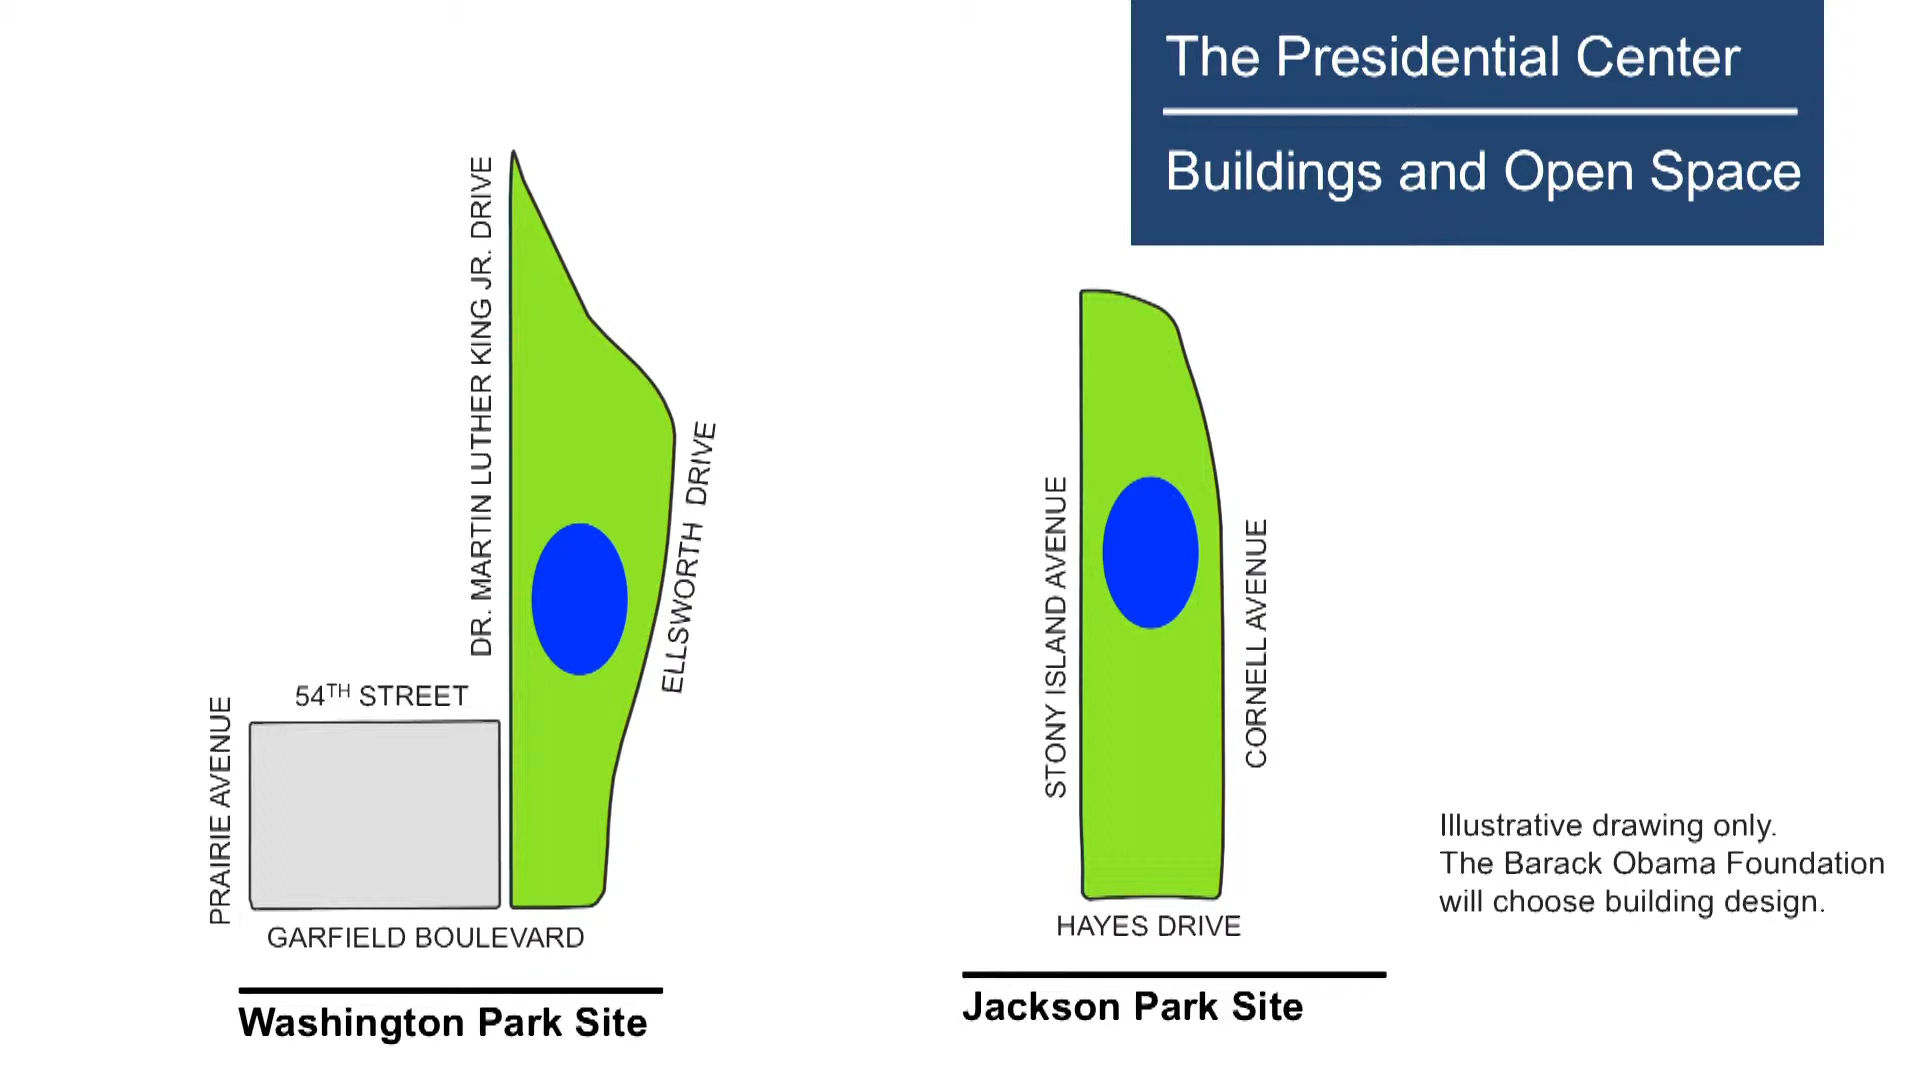 The Presidential Center
Buildings and Open Space
DR. MARTIN LUTHER KING JR. DRIVE
ELLSWORTH DRIVE
54TH STREET
PRAIRIE AVENUE
GARFIELD BOULEVARD
Washington Park Site
STONY ISLAND AVENUE
CORNELL AVENUE
HAYES DRIVE
Jackson Park Site
Illustrative drawing only.
The Barack Obama Foundation
will choose building design.